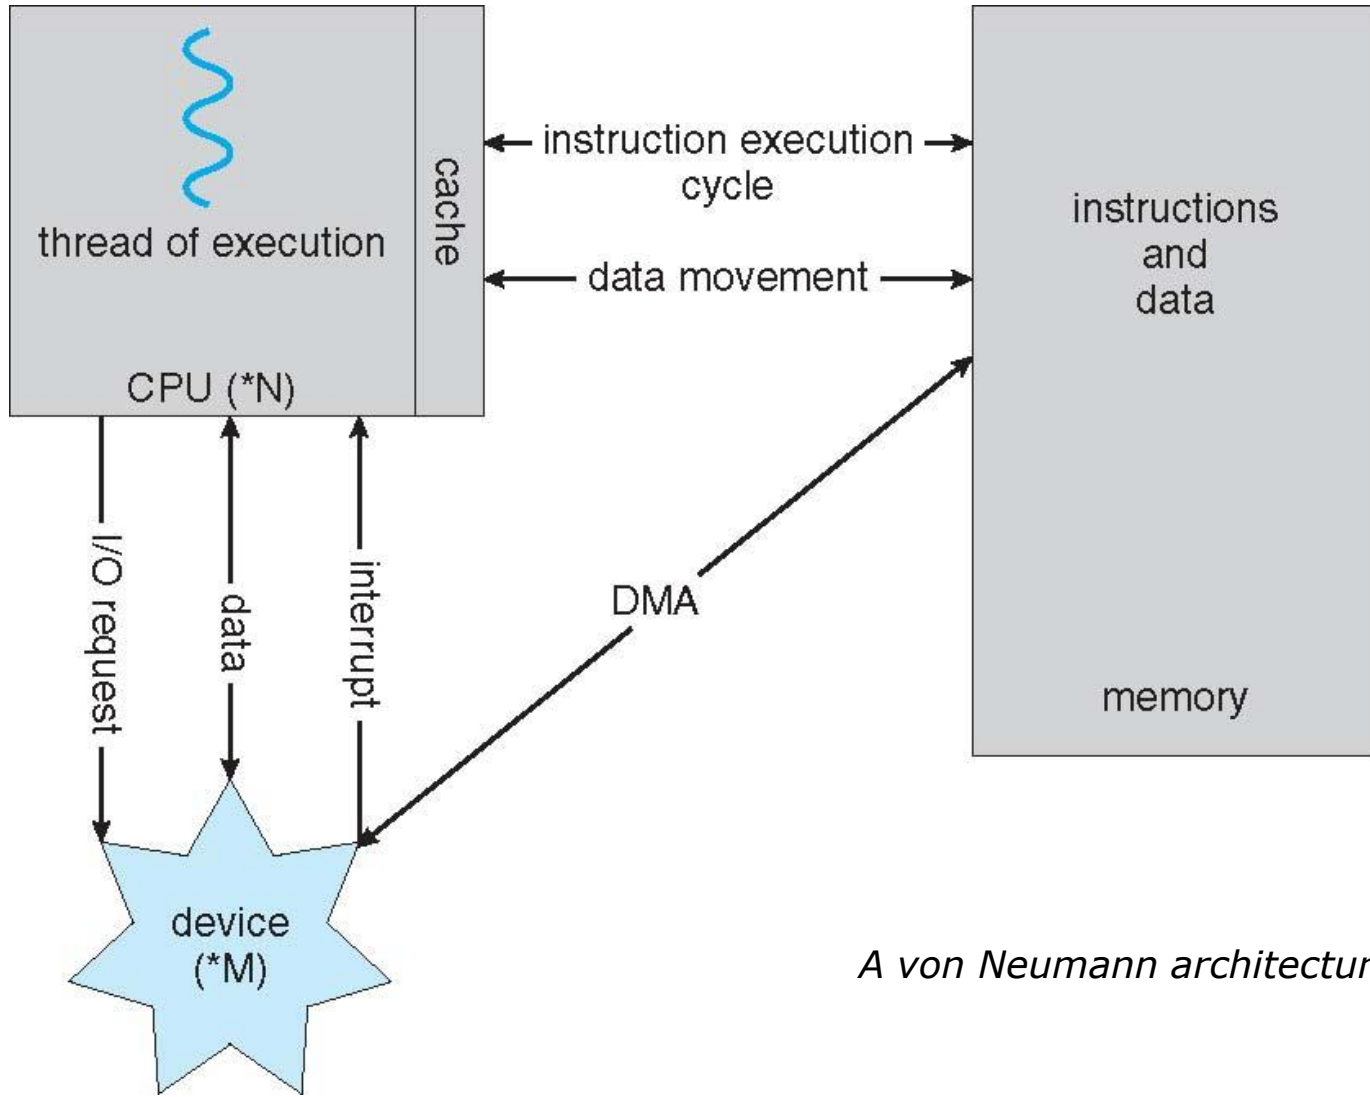 thread of execution
cache
CPU (*N)
instruction execution
cycle
data movement
instructions
and
data
memory
I/O request
data
interrupt
DMA
device
(*M)
A von Neumann architectur